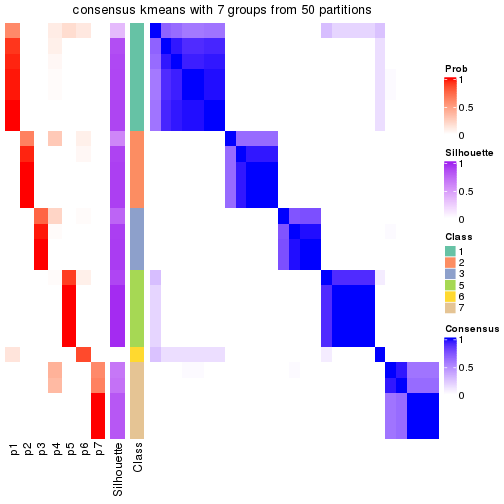 consensus kmeans with 7 groups from 50 partitions
Prob
1
0.5
0
Silhouette
1
0.5
0
Class
1
2
3
5
6
7
Consensus
1
0.5
0
p1
p2
p3
p4
p5
p6
p7
Silhouette
Class